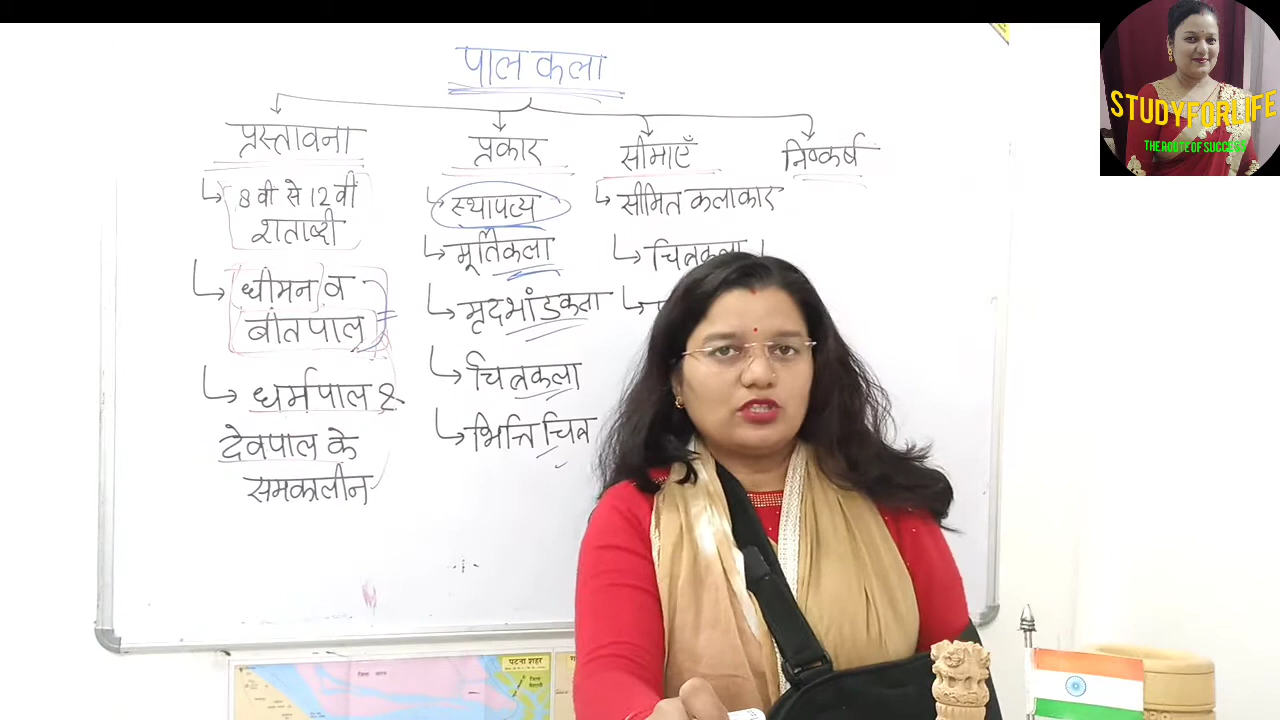 पाल कला
प्रस्तावना
8 वी से 12 वी
शताब्दी
धीमन व
बीतपाल
धर्मपाल &
देवपाल के
समकालीन
प्रकार
स्थापत्य
मूर्तिकला
मृदभांडकला
चित्रकला
भित्ति चित्र
सीमाएँ
सीमित कलाकार
चित्रकला
निष्कर्ष
STUDYFORLIFE
THE ROUTE OF SUCCESS
पटना शहर